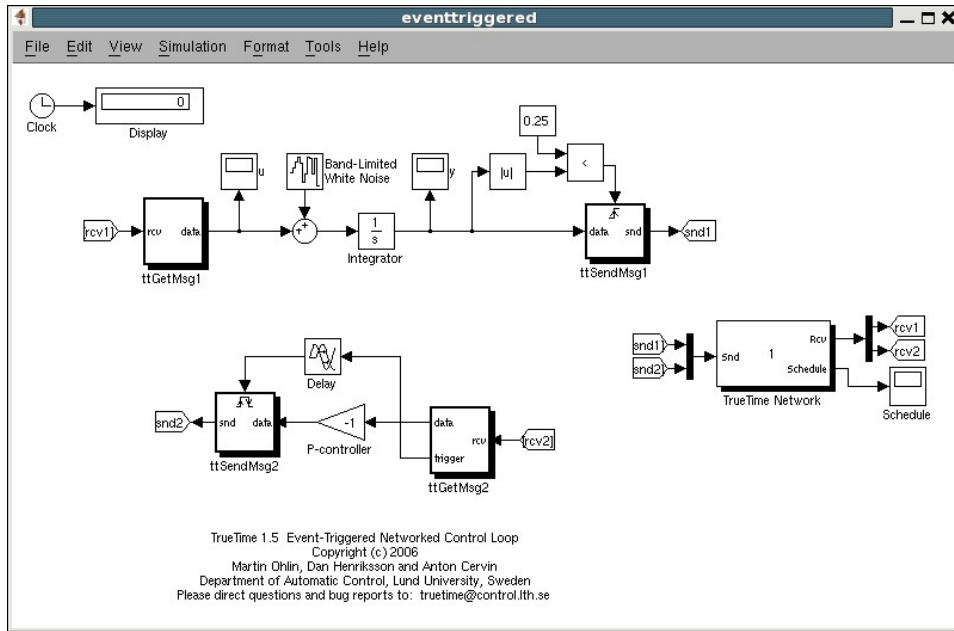 eventtriggered
File Edit View Simulation Format Tools Help
0
Clock
Display
0.25
u
Band-Limited
White Noise
y
|u|
<
[rcv1]
rcv data
ttGetMsg1
++
1
s
Integrator
data snd
ttSendMsg1
snd1
Delay
snd2
snd data
ttSendMsg2
-1
P-controller
data
rcv
trigger
ttGetMsg2
[rcv2]
snd1]
snd2]
Snd
1
Rcv
Schedule
TrueTime Network
rcv1
rcv2
Schedule
TrueTime 1.5 Event-Triggered Networked Control Loop
Copyright (c) 2006
Martin Ohlin, Dan Henriksson and Anton Cervin
Department of Automatic Control, Lund University, Sweden
Please direct questions and bug reports to: truetime@control.lth.se